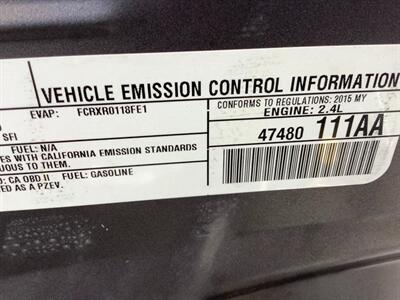 VEHICLE EMISSION CONTROL INFORMATION
EVAP: FCRXR0118FE1
SFI
FUEL: N/A
ES WITH CALIFORNIA EMISSION STANDARDS
UOUS TO THEM.
D: CA OBD II FUEL: GASOLINE
ED AS A PZEV.
CONFORMS TO REGULATIONS: 2015 MY
ENGINE: 2.4L
47480 111AA